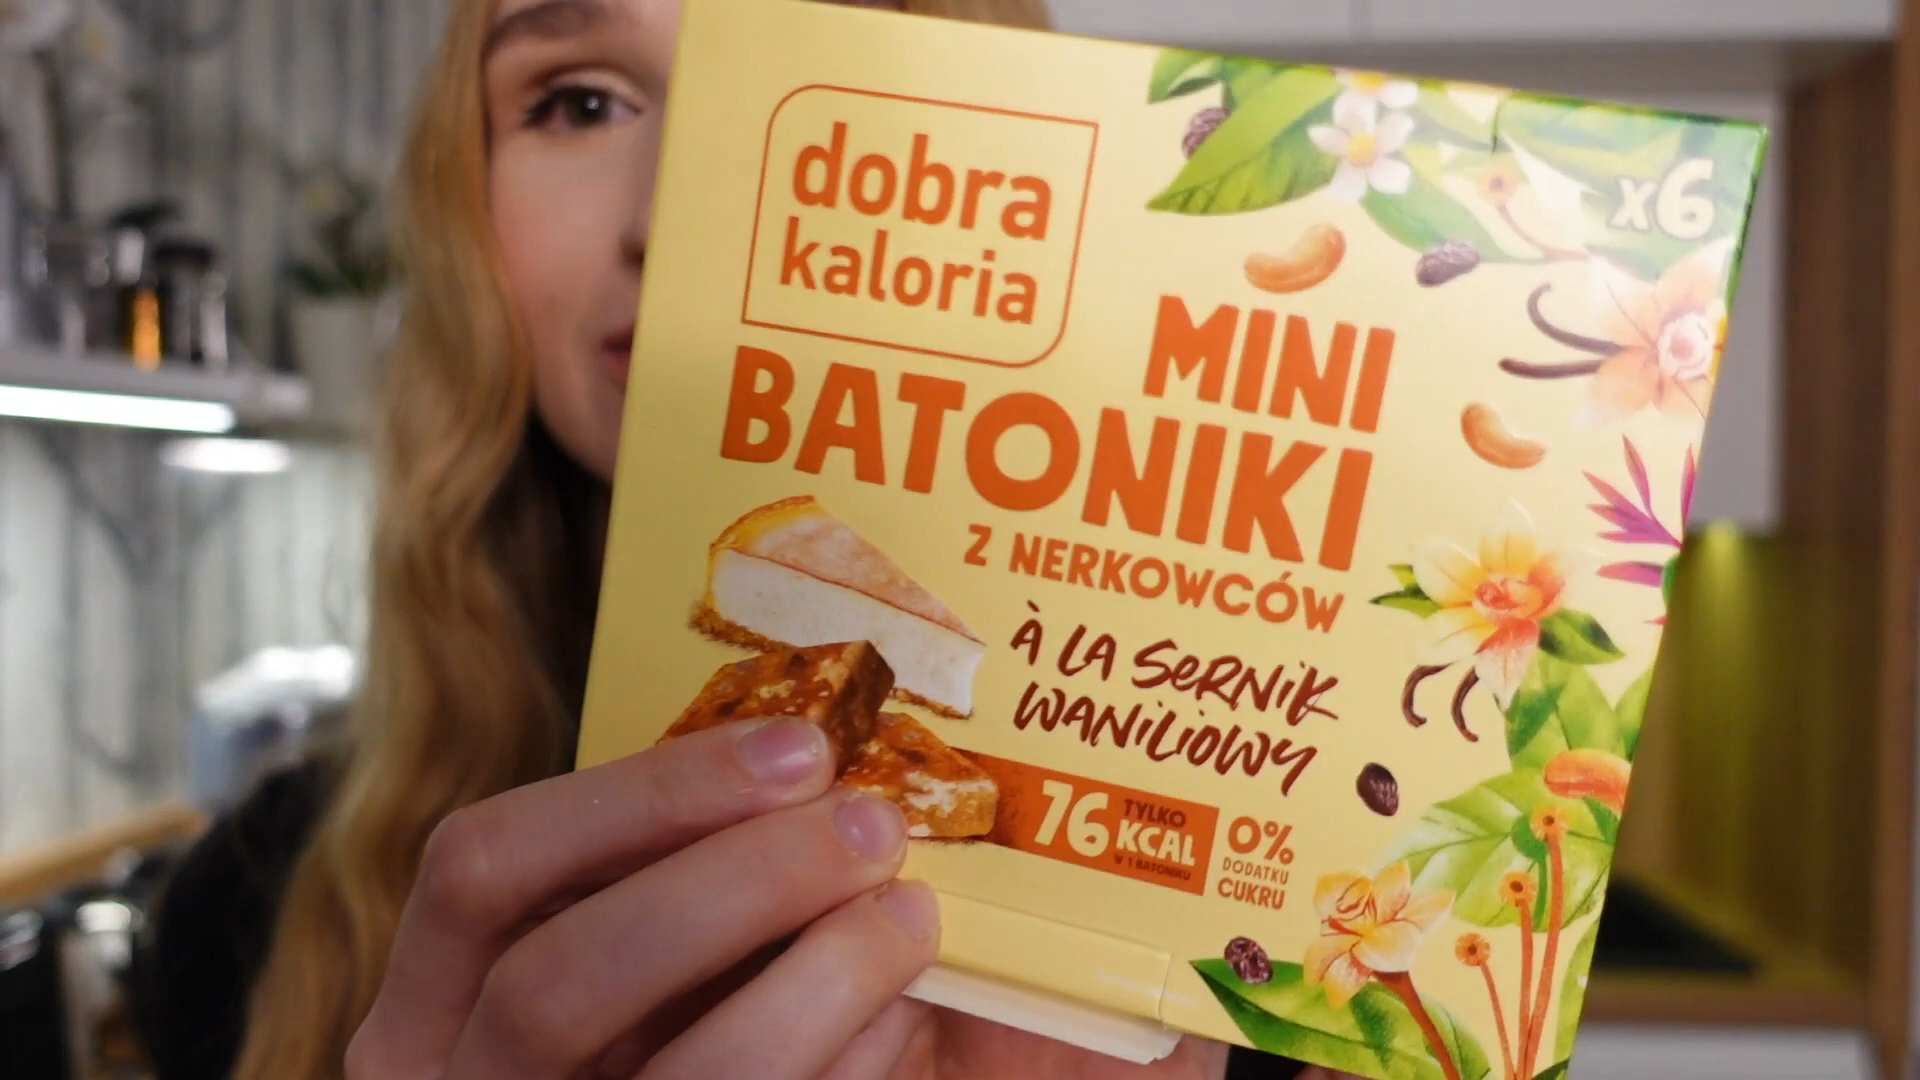 dobra
kaloria
x6
MINI
BATONIKI
Z NERKOWCÓW
À LA SERNIK
WANILIOWY
76 TYLKO
KCAL
W 1 BATONIKU
0%
DODATKU
CUKRU